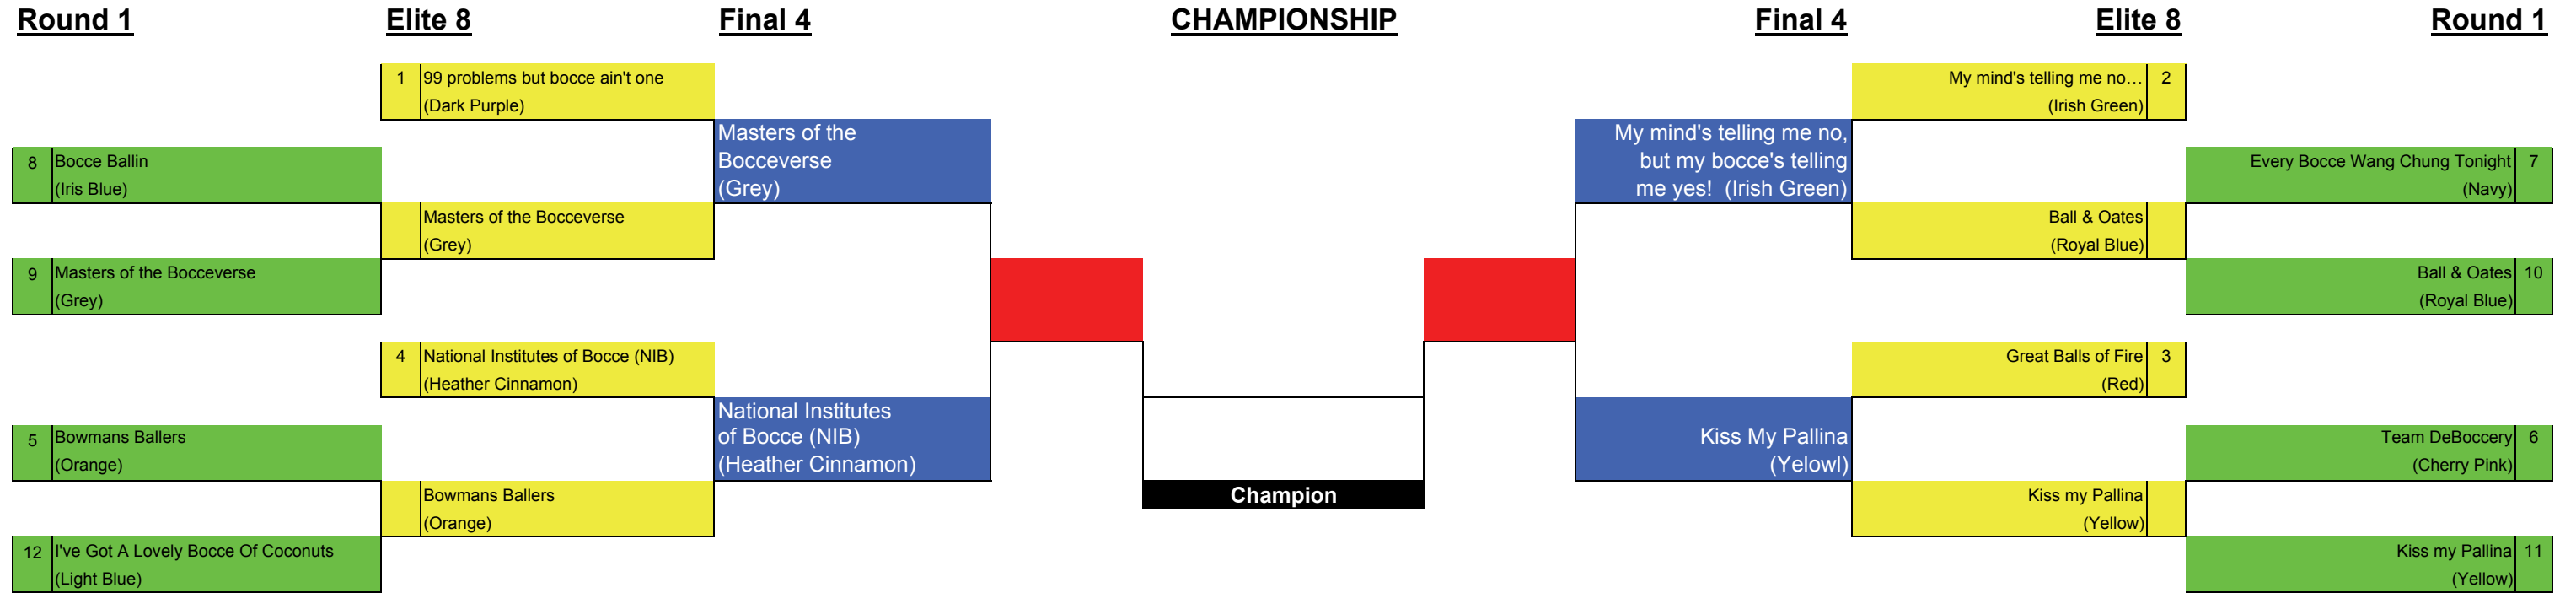 Round 1
Elite 8
Final 4
CHAMPIONSHIP
Final 4
Elite 8
Round 1
1 99 problems but bocce ain't one
(Dark Purple)
8 Bocce Ballin
(Iris Blue)
Masters of the Bocceverse
(Grey)
9 Masters of the Bocceverse
(Grey)
4 National Institutes of Bocce (NIB)
(Heather Cinnamon)
5 Bowmans Ballers
(Orange)
Bowmans Ballers
(Orange)
12 I've Got A Lovely Bocce Of Coconuts
(Light Blue)
Masters of the
Bocceverse
(Grey)
National Institutes
of Bocce (NIB)
(Heather Cinnamon)
Champion
My mind's telling me no,
but my bocce's telling
me yes!  (Irish Green)
Kiss My Pallina
(Yelowl)
My mind's telling me no… 2
(Irish Green)
Every Bocce Wang Chung Tonight 7
(Navy)
Ball & Oates
(Royal Blue)
Ball & Oates 10
(Royal Blue)
Great Balls of Fire 3
(Red)
Team DeBoccery 6
(Cherry Pink)
Kiss my Pallina
(Yellow)
Kiss my Pallina 11
(Yellow)